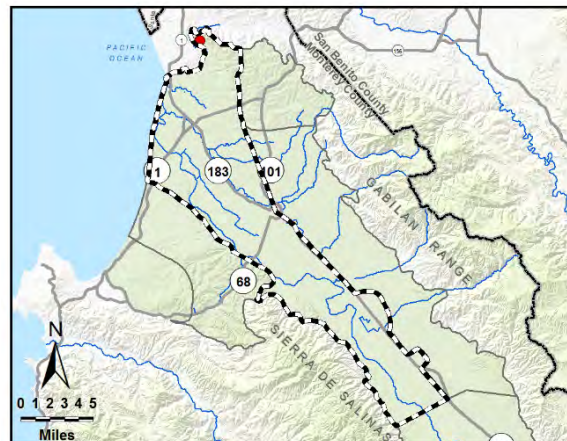 1
156
PACIFIC
OCEAN
San Benito County
Monterey County
1
183
101
GABILAN RANGE
68
SIERRA DE SALINAS
N
0 1 2 3 4 5
Miles